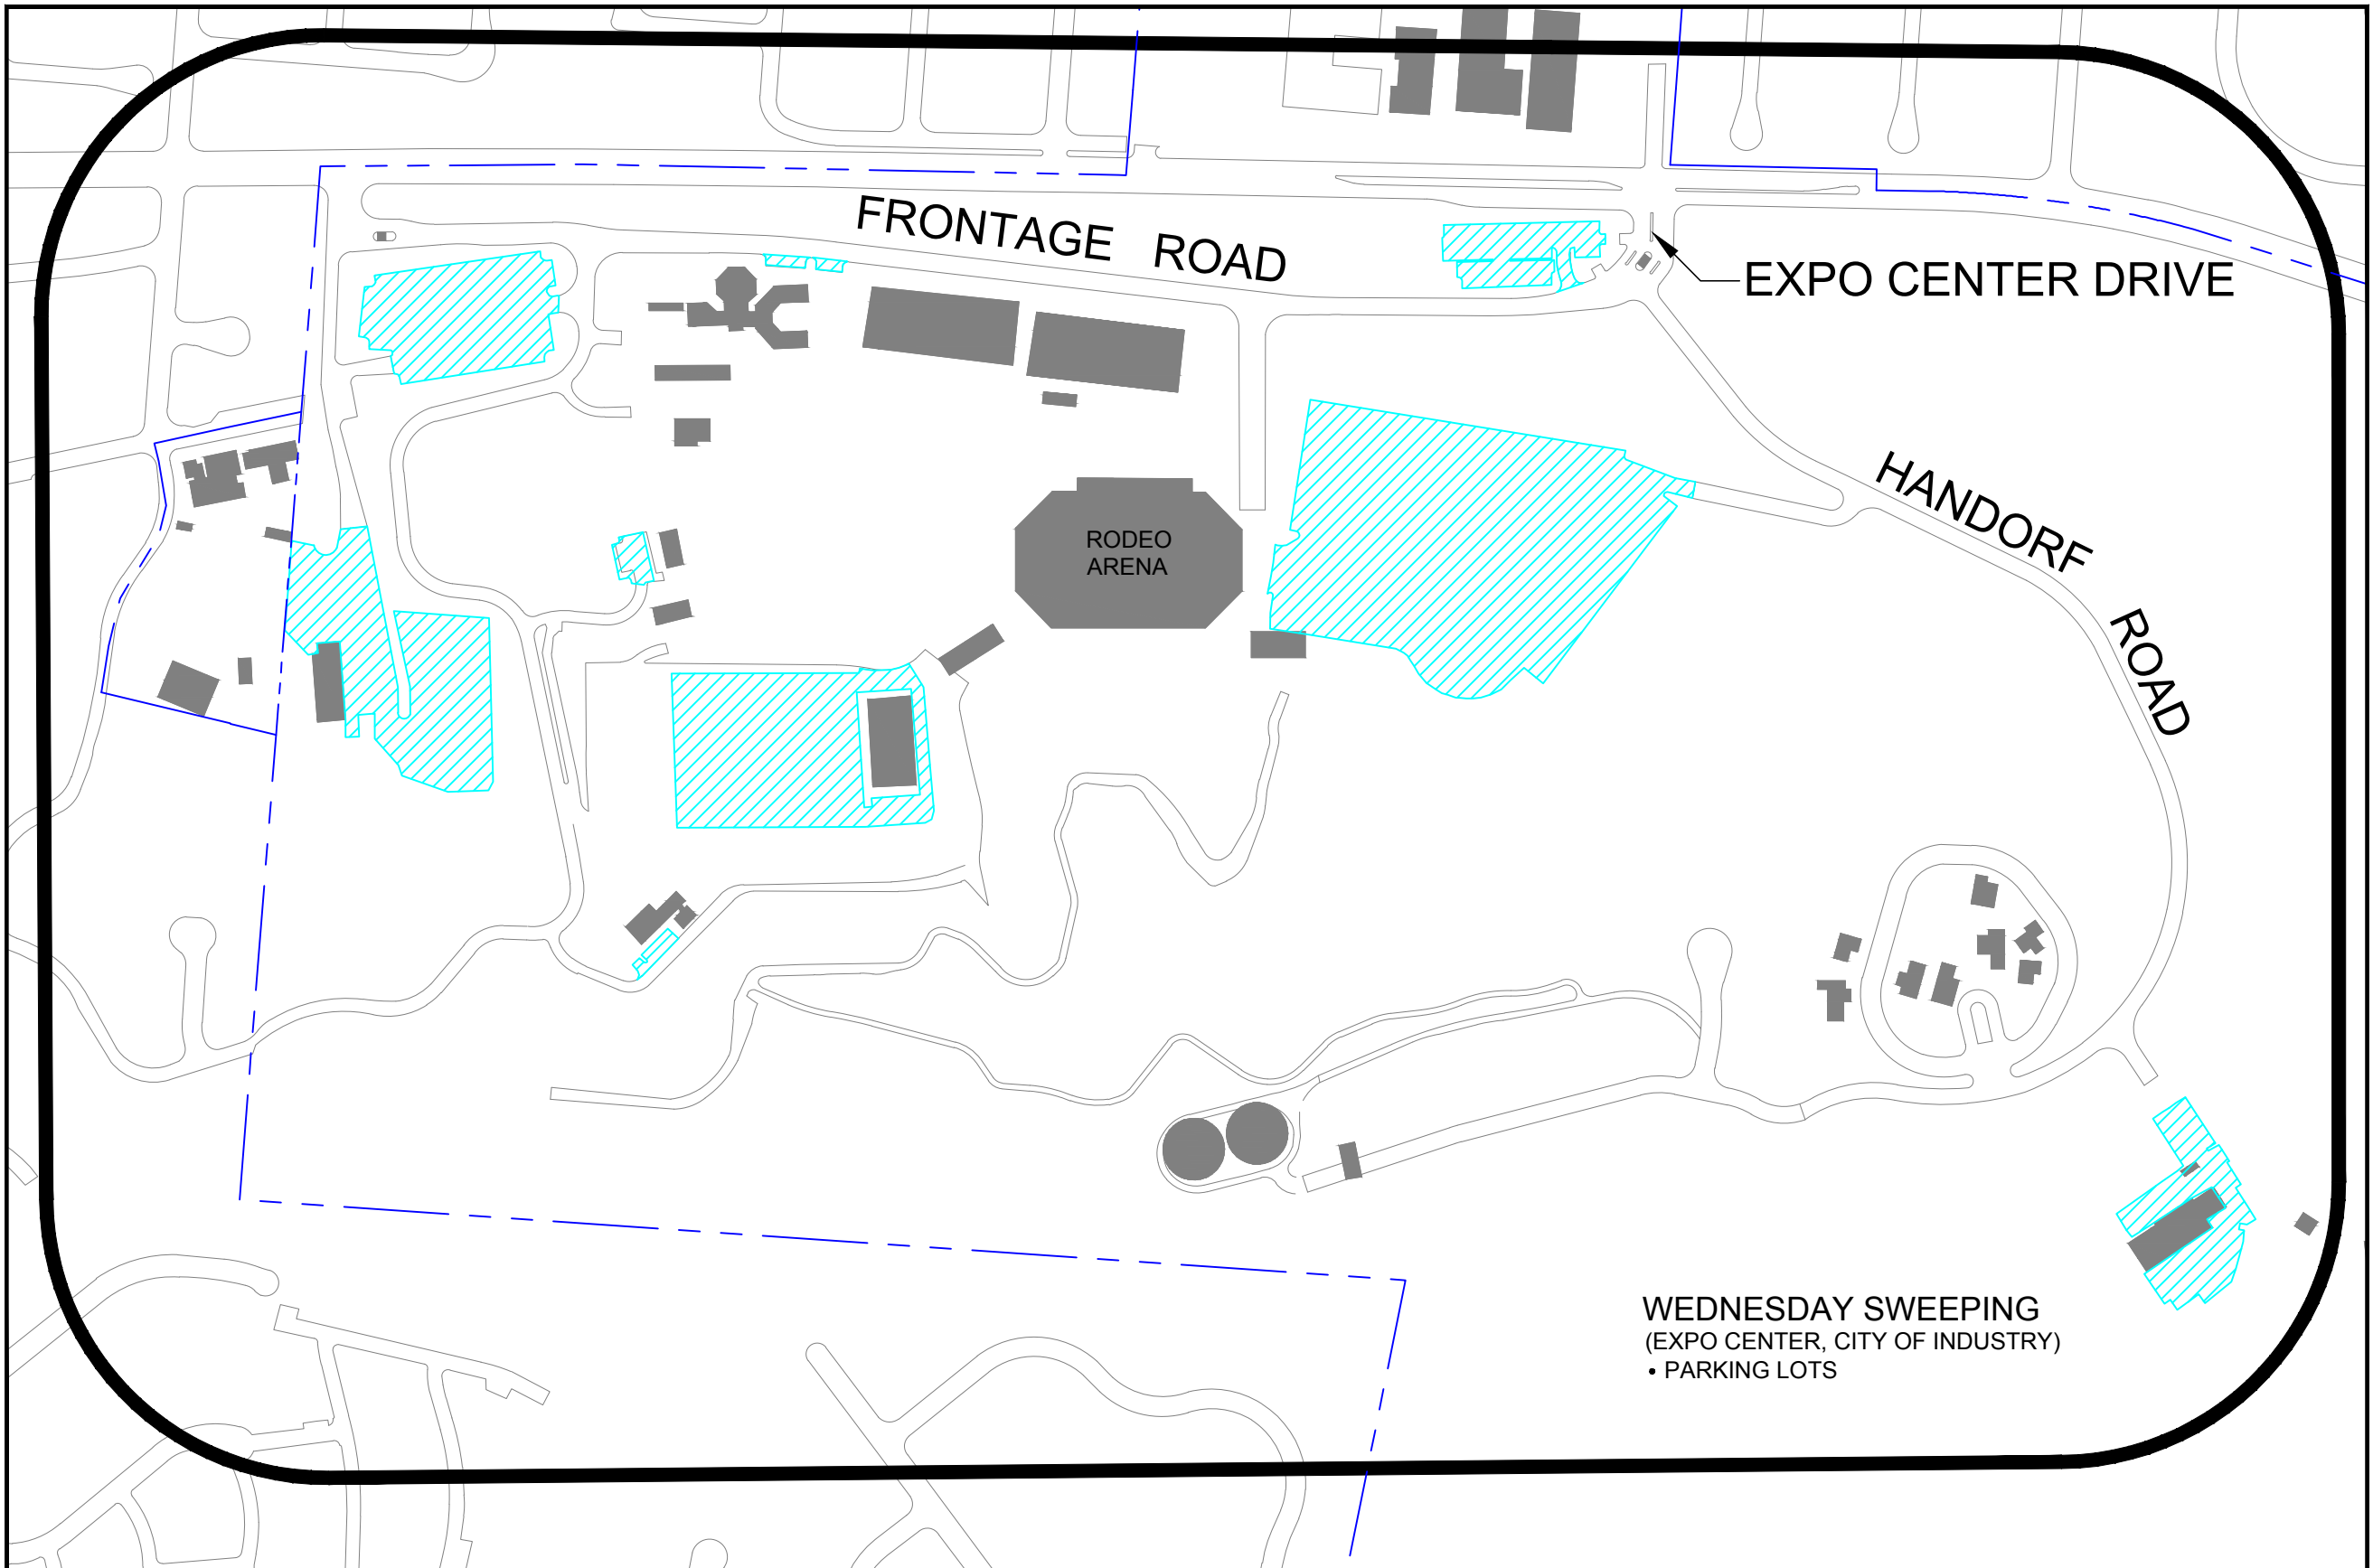 FRONTAGE ROAD
EXPO CENTER DRIVE
HANDORF ROAD
RODEO
ARENA
WEDNESDAY SWEEPING
(EXPO CENTER, CITY OF INDUSTRY)
• PARKING LOTS